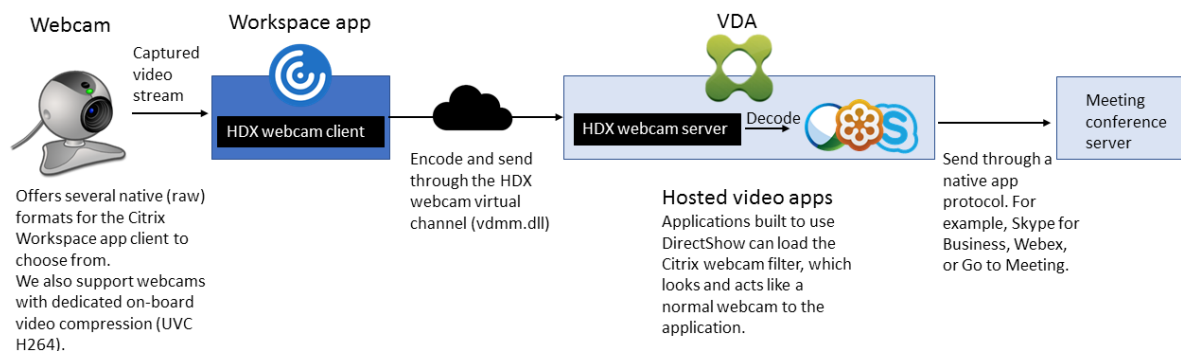 Webcam
Captured
video
stream
Offers several native (raw)
formats for the Citrix
Workspace app client to
choose from.
We also support webcams
with dedicated on-board
video compression (UVC
H264).
Workspace app
HDX webcam client
Encode and send
through the HDX
webcam virtual
channel (vdmm.dll)
VDA
HDX webcam server
Decode
S
Hosted video apps
Applications built to use
DirectShow can load the
Citrix webcam filter, which
looks and acts like a
normal webcam to the
application.
Send through a
native app
protocol. For
example, Skype for
Business, Webex,
or Go to Meeting.
Meeting
conference
server